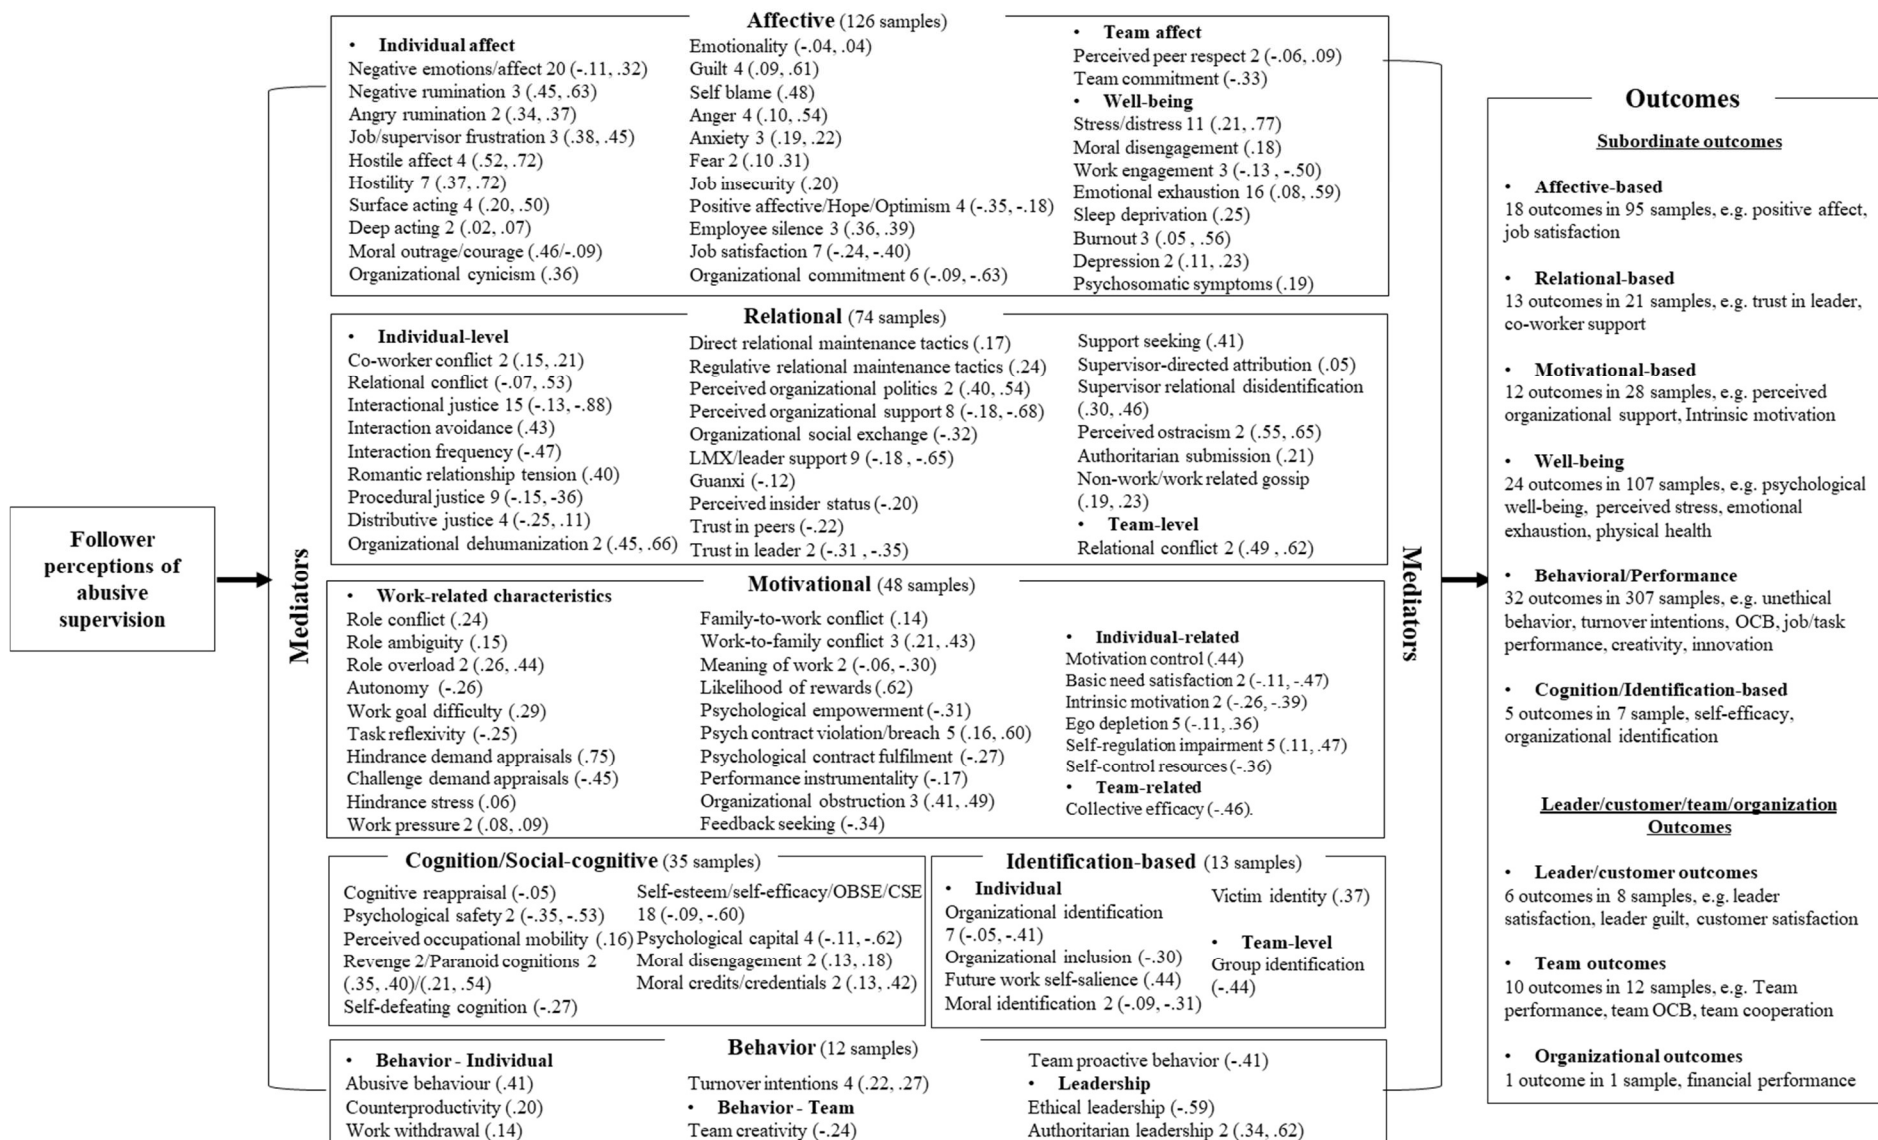 Follower
perceptions of
abusive
supervision
Mediators
Affective (126 samples)
• Individual affect
Negative emotions/affect 20 (-.11, .32)
Negative rumination 3 (.45, .63)
Angry rumination 2 (.34, .37)
Job/supervisor frustration 3 (.38, .45)
Hostile affect 4 (.52, .72)
Hostility 7 (.37, .72)
Surface acting 4 (.20, .50)
Deep acting 2 (.02, .07)
Moral outrage/courage (.46/-.09)
Organizational cynicism (.36)
Emotionality (-.04, .04)
Guilt 4 (.09, .61)
Self blame (.48)
Anger 4 (.10, .54)
Anxiety 3 (.19, .22)
Fear 2 (.10 .31)
Job insecurity (.20)
Positive affective/Hope/Optimism 4 (-.35, -.18)
Employee silence 3 (.36, .39)
Job satisfaction 7 (-.24, -.40)
Organizational commitment 6 (-.09, -.63)
• Team affect
Perceived peer respect 2 (-.06, .09)
Team commitment (-.33)
• Well-being
Stress/distress 11 (.21, .77)
Moral disengagement (.18)
Work engagement 3 (-.13, -.50)
Emotional exhaustion 16 (.08, .59)
Sleep deprivation (.25)
Burnout 3 (.05 , .56)
Depression 2 (.11, .23)
Psychosomatic symptoms (.19)
Relational (74 samples)
• Individual-level
Co-worker conflict 2 (.15, .21)
Relational conflict (-.07, .53)
Interactional justice 15 (-.13, -.88)
Interaction avoidance (.43)
Interaction frequency (-.47)
Romantic relationship tension (.40)
Procedural justice 9 (-.15, -36)
Distributive justice 4 (-.25, .11)
Organizational dehumanization 2 (.45, .66)
Direct relational maintenance tactics (.17)
Regulative relational maintenance tactics (.24)
Perceived organizational politics 2 (.40, .54)
Perceived organizational support 8 (-.18, -.68)
Organizational social exchange (-.32)
LMX/leader support 9 (-.18 , -.65)
Guanxi (-.12)
Perceived insider status (-.20)
Trust in peers (-.22)
Trust in leader 2 (-.31 , -.35)
Support seeking (.41)
Supervisor-directed attribution (.05)
Supervisor relational disidentification
(.30, .46)
Perceived ostracism 2 (.55, .65)
Authoritarian submission (.21)
Non-work/work related gossip
(.19, .23)
• Team-level
Relational conflict 2 (.49, .62)
Motivational (48 samples)
• Work-related characteristics
Role conflict (.24)
Role ambiguity (.15)
Role overload 2 (.26, .44)
Autonomy (-.26)
Work goal difficulty (.29)
Task reflexivity (-.25)
Hindrance demand appraisals (.75)
Challenge demand appraisals (-.45)
Hindrance stress (.06)
Work pressure 2 (.08, .09)
Family-to-work conflict (.14)
Work-to-family conflict 3 (.21, .43)
Meaning of work 2 (-.06, -.30)
Likelihood of rewards (.62)
Psychological empowerment (-.31)
Psych contract violation/breach 5 (.16, .60)
Psychological contract fulfilment (-.27)
Performance instrumentality (-.17)
Organizational obstruction 3 (.41, .49)
Feedback seeking (-.34)
• Individual-related
Motivation control (.44)
Basic need satisfaction 2 (-.11, -.47)
Intrinsic motivation 2 (-.26, -.39)
Ego depletion 5 (-.11, .36)
Self-regulation impairment 5 (.11, .47)
Self-control resources (-.36)
• Team-related
Collective efficacy (-.46).
Cognition/Social-cognitive (35 samples)
Cognitive reappraisal (-.05)
Psychological safety 2 (-.35, -.53)
Perceived occupational mobility (.16)
Revenge 2/Paranoid cognitions 2
(.35, .40)/(.21, .54)
Self-defeating cognition (-.27)
Self-esteem/self-efficacy/OBSE/CSE
18 (-.09, -.60)
Psychological capital 4 (-.11, -.62)
Moral disengagement 2 (.13, .18)
Moral credits/credentials 2 (.13, .42)
Identification-based (13 samples)
• Individual
Organizational identification
7 (-.05, -.41)
Organizational inclusion (-.30)
Future work self-salience (.44)
Moral identification 2 (-.09, -.31)
Victim identity (.37)
• Team-level
Group identification
(-.44)
Behavior (12 samples)
• Behavior - Individual
Abusive behaviour (.41)
Counterproductivity (.20)
Work withdrawal (.14)
Turnover intentions 4 (.22, .27)
• Behavior - Team
Team creativity (-.24)
Team proactive behavior (-.41)
• Leadership
Ethical leadership (-.59)
Authoritarian leadership 2 (.34, .62)
Mediators
Outcomes
Subordinate outcomes
• Affective-based
18 outcomes in 95 samples, e.g. positive affect,
job satisfaction
• Relational-based
13 outcomes in 21 samples, e.g. trust in leader,
co-worker support
• Motivational-based
12 outcomes in 28 samples, e.g. perceived
organizational support, Intrinsic motivation
• Well-being
24 outcomes in 107 samples, e.g. psychological
well-being, perceived stress, emotional
exhaustion, physical health
• Behavioral/Performance
32 outcomes in 307 samples, e.g. unethical
behavior, turnover intentions, OCB, job/task
performance, creativity, innovation
• Cognition/Identification-based
5 outcomes in 7 sample, self-efficacy,
organizational identification
Leader/customer/team/organization
Outcomes
• Leader/customer outcomes
6 outcomes in 8 samples, e.g. leader
satisfaction, leader guilt, customer satisfaction
• Team outcomes
10 outcomes in 12 samples, e.g. Team
performance, team OCB, team cooperation
• Organizational outcomes
1 outcome in 1 sample, financial performance